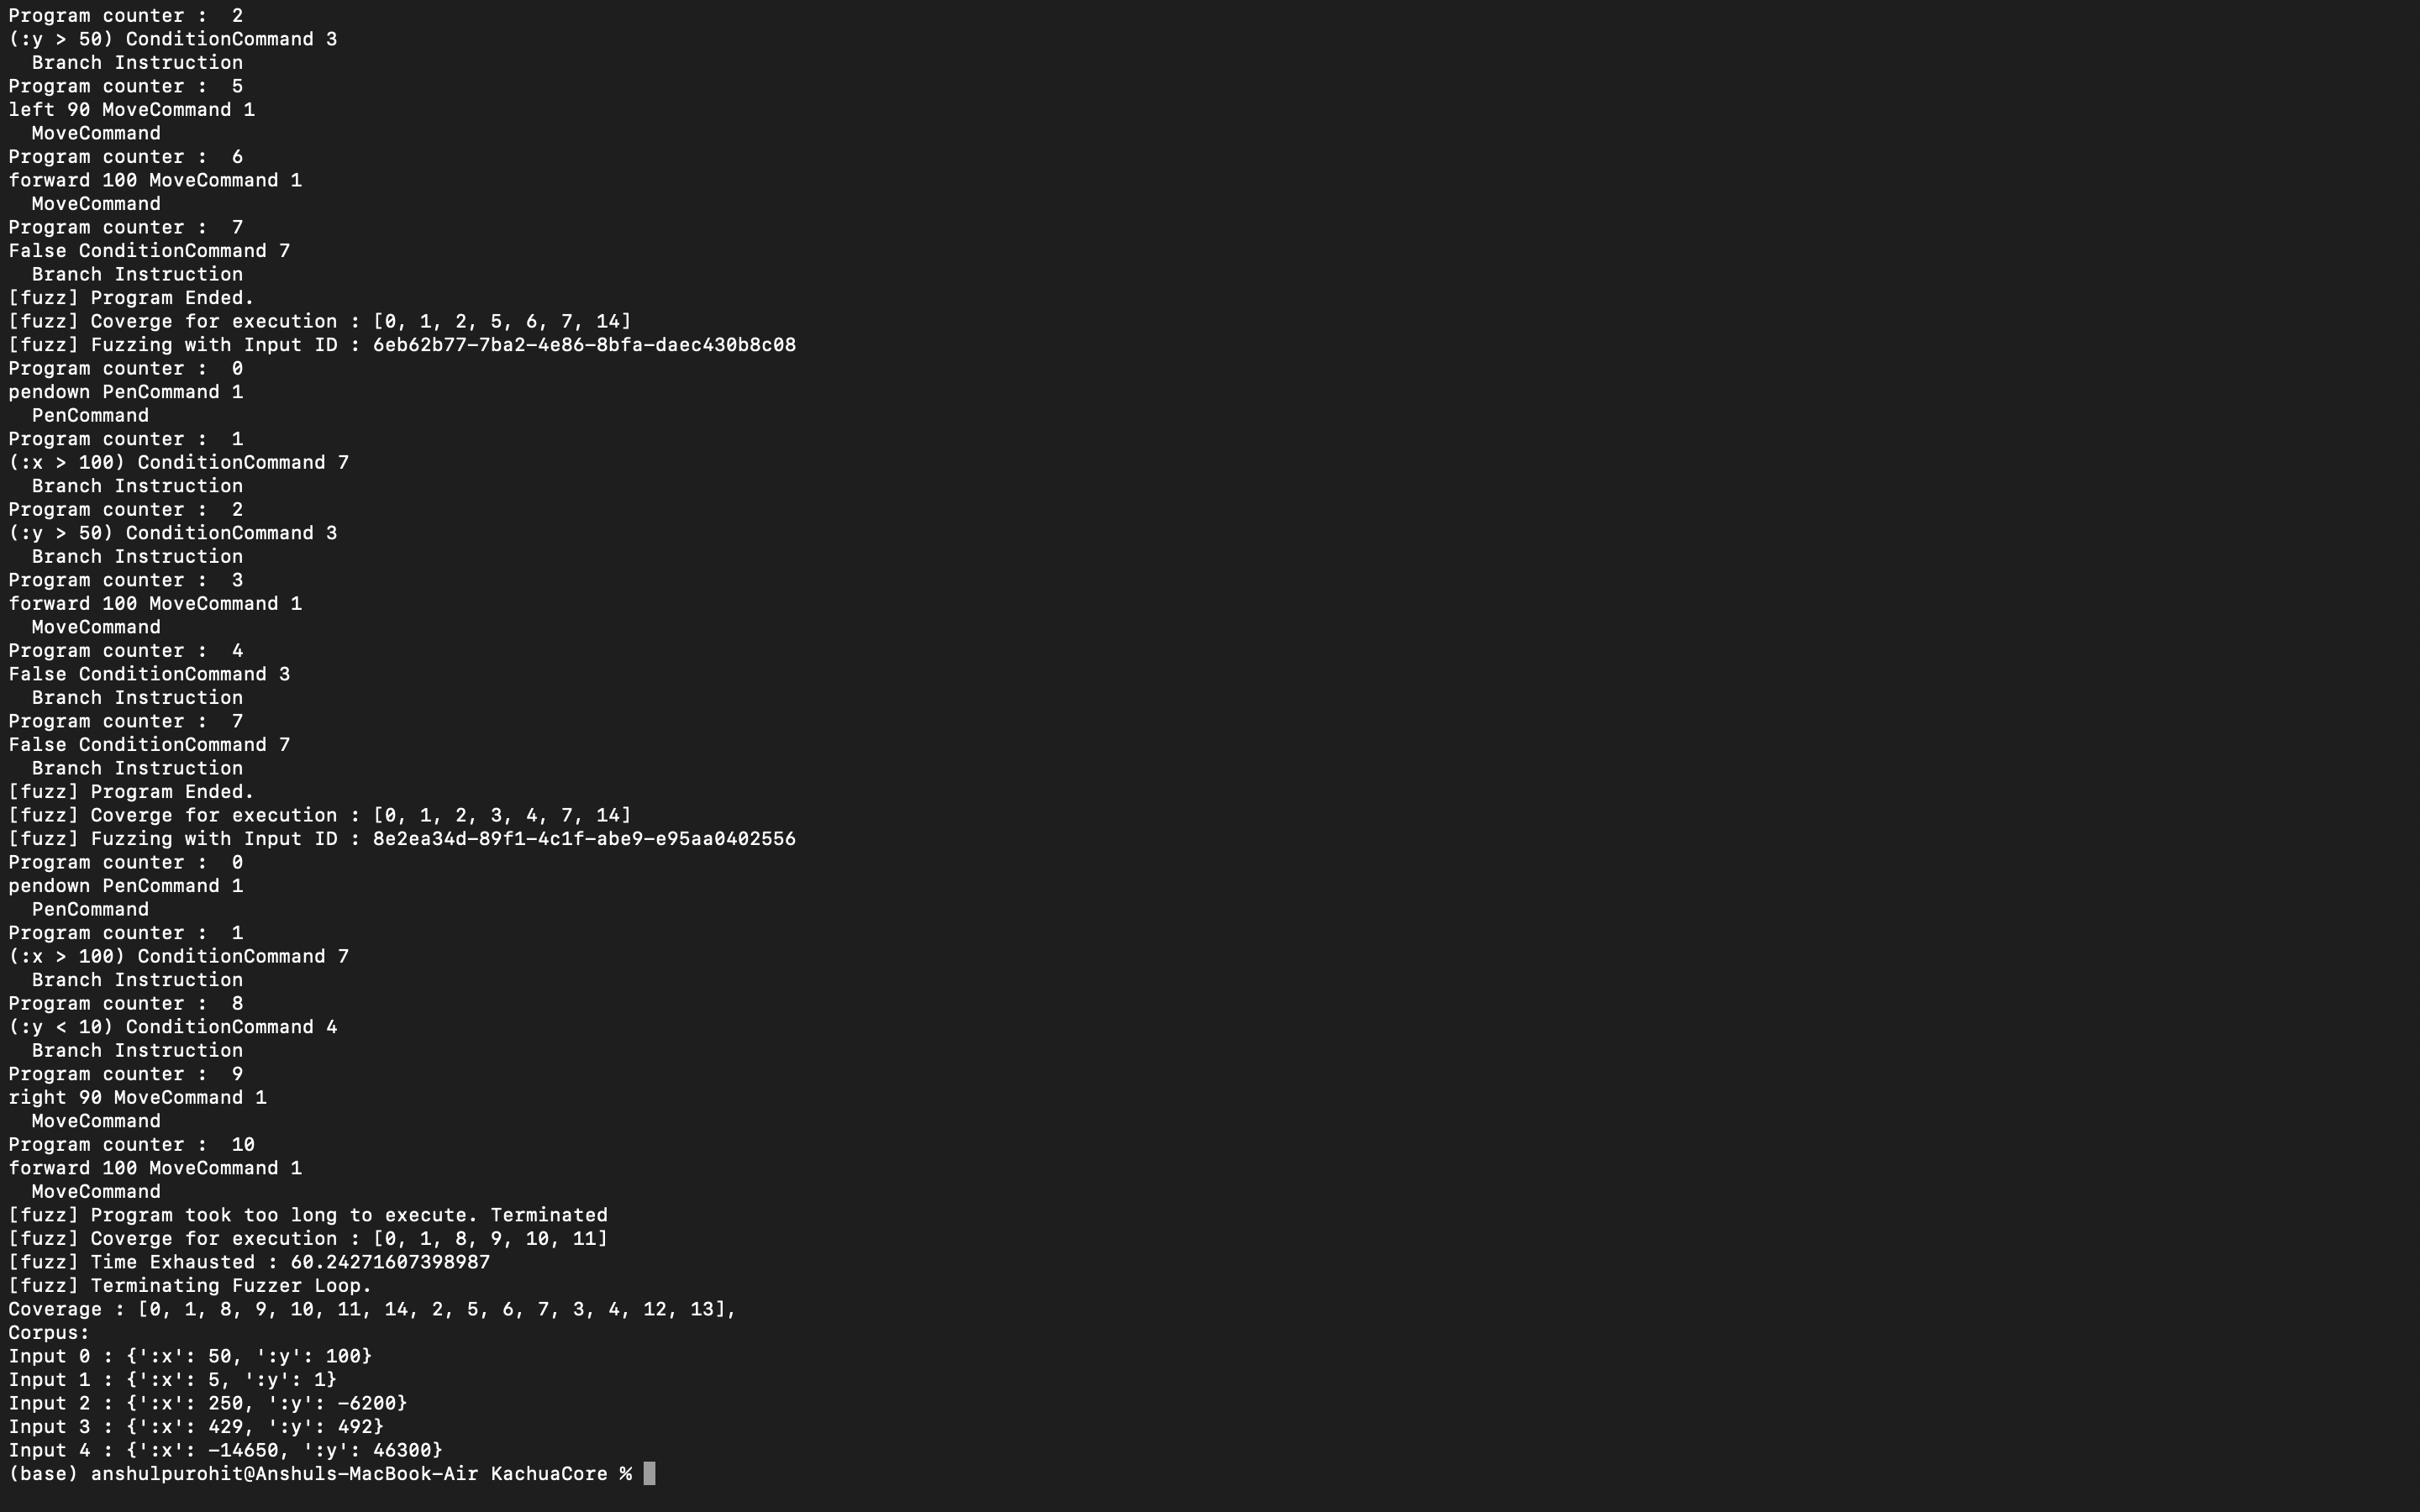 Program counter :  2
(:y > 50) ConditionCommand 3
  Branch Instruction
Program counter :  5
left 90 MoveCommand 1
  MoveCommand
Program counter :  6
forward 100 MoveCommand 1
  MoveCommand
Program counter :  7
False ConditionCommand 7
  Branch Instruction
[fuzz] Program Ended.
[fuzz] Coverge for execution : [0, 1, 2, 5, 6, 7, 14]
[fuzz] Fuzzing with Input ID : 6eb62b77-7ba2-4e86-8bfa-daec430b8c08
Program counter :  0
pendown PenCommand 1
  PenCommand
Program counter :  1
(:x > 100) ConditionCommand 7
  Branch Instruction
Program counter :  2
(:y > 50) ConditionCommand 3
  Branch Instruction
Program counter :  3
forward 100 MoveCommand 1
  MoveCommand
Program counter :  4
False ConditionCommand 3
  Branch Instruction
Program counter :  7
False ConditionCommand 7
  Branch Instruction
[fuzz] Program Ended.
[fuzz] Coverge for execution : [0, 1, 2, 3, 4, 7, 14]
[fuzz] Fuzzing with Input ID : 8e2ea34d-89f1-4c1f-abe9-e95aa0402556
Program counter :  0
pendown PenCommand 1
  PenCommand
Program counter :  1
(:x > 100) ConditionCommand 7
  Branch Instruction
Program counter :  8
(:y < 10) ConditionCommand 4
  Branch Instruction
Program counter :  9
right 90 MoveCommand 1
  MoveCommand
Program counter :  10
forward 100 MoveCommand 1
  MoveCommand
[fuzz] Program took too long to execute. Terminated
[fuzz] Coverge for execution : [0, 1, 8, 9, 10, 11]
[fuzz] Time Exhausted : 60.24271607398987
[fuzz] Terminating Fuzzer Loop.
Coverage : [0, 1, 8, 9, 10, 11, 14, 2, 5, 6, 7, 3, 4, 12, 13],
Corpus:
Input 0 : {':x': 50, ':y': 100}
Input 1 : {':x': 5, ':y': 1}
Input 2 : {':x': 250, ':y': -6200}
Input 3 : {':x': 429, ':y': 492}
Input 4 : {':x': -14650, ':y': 46300}
(base) anshulpurohit@Anshuls-MacBook-Air KachuaCore %